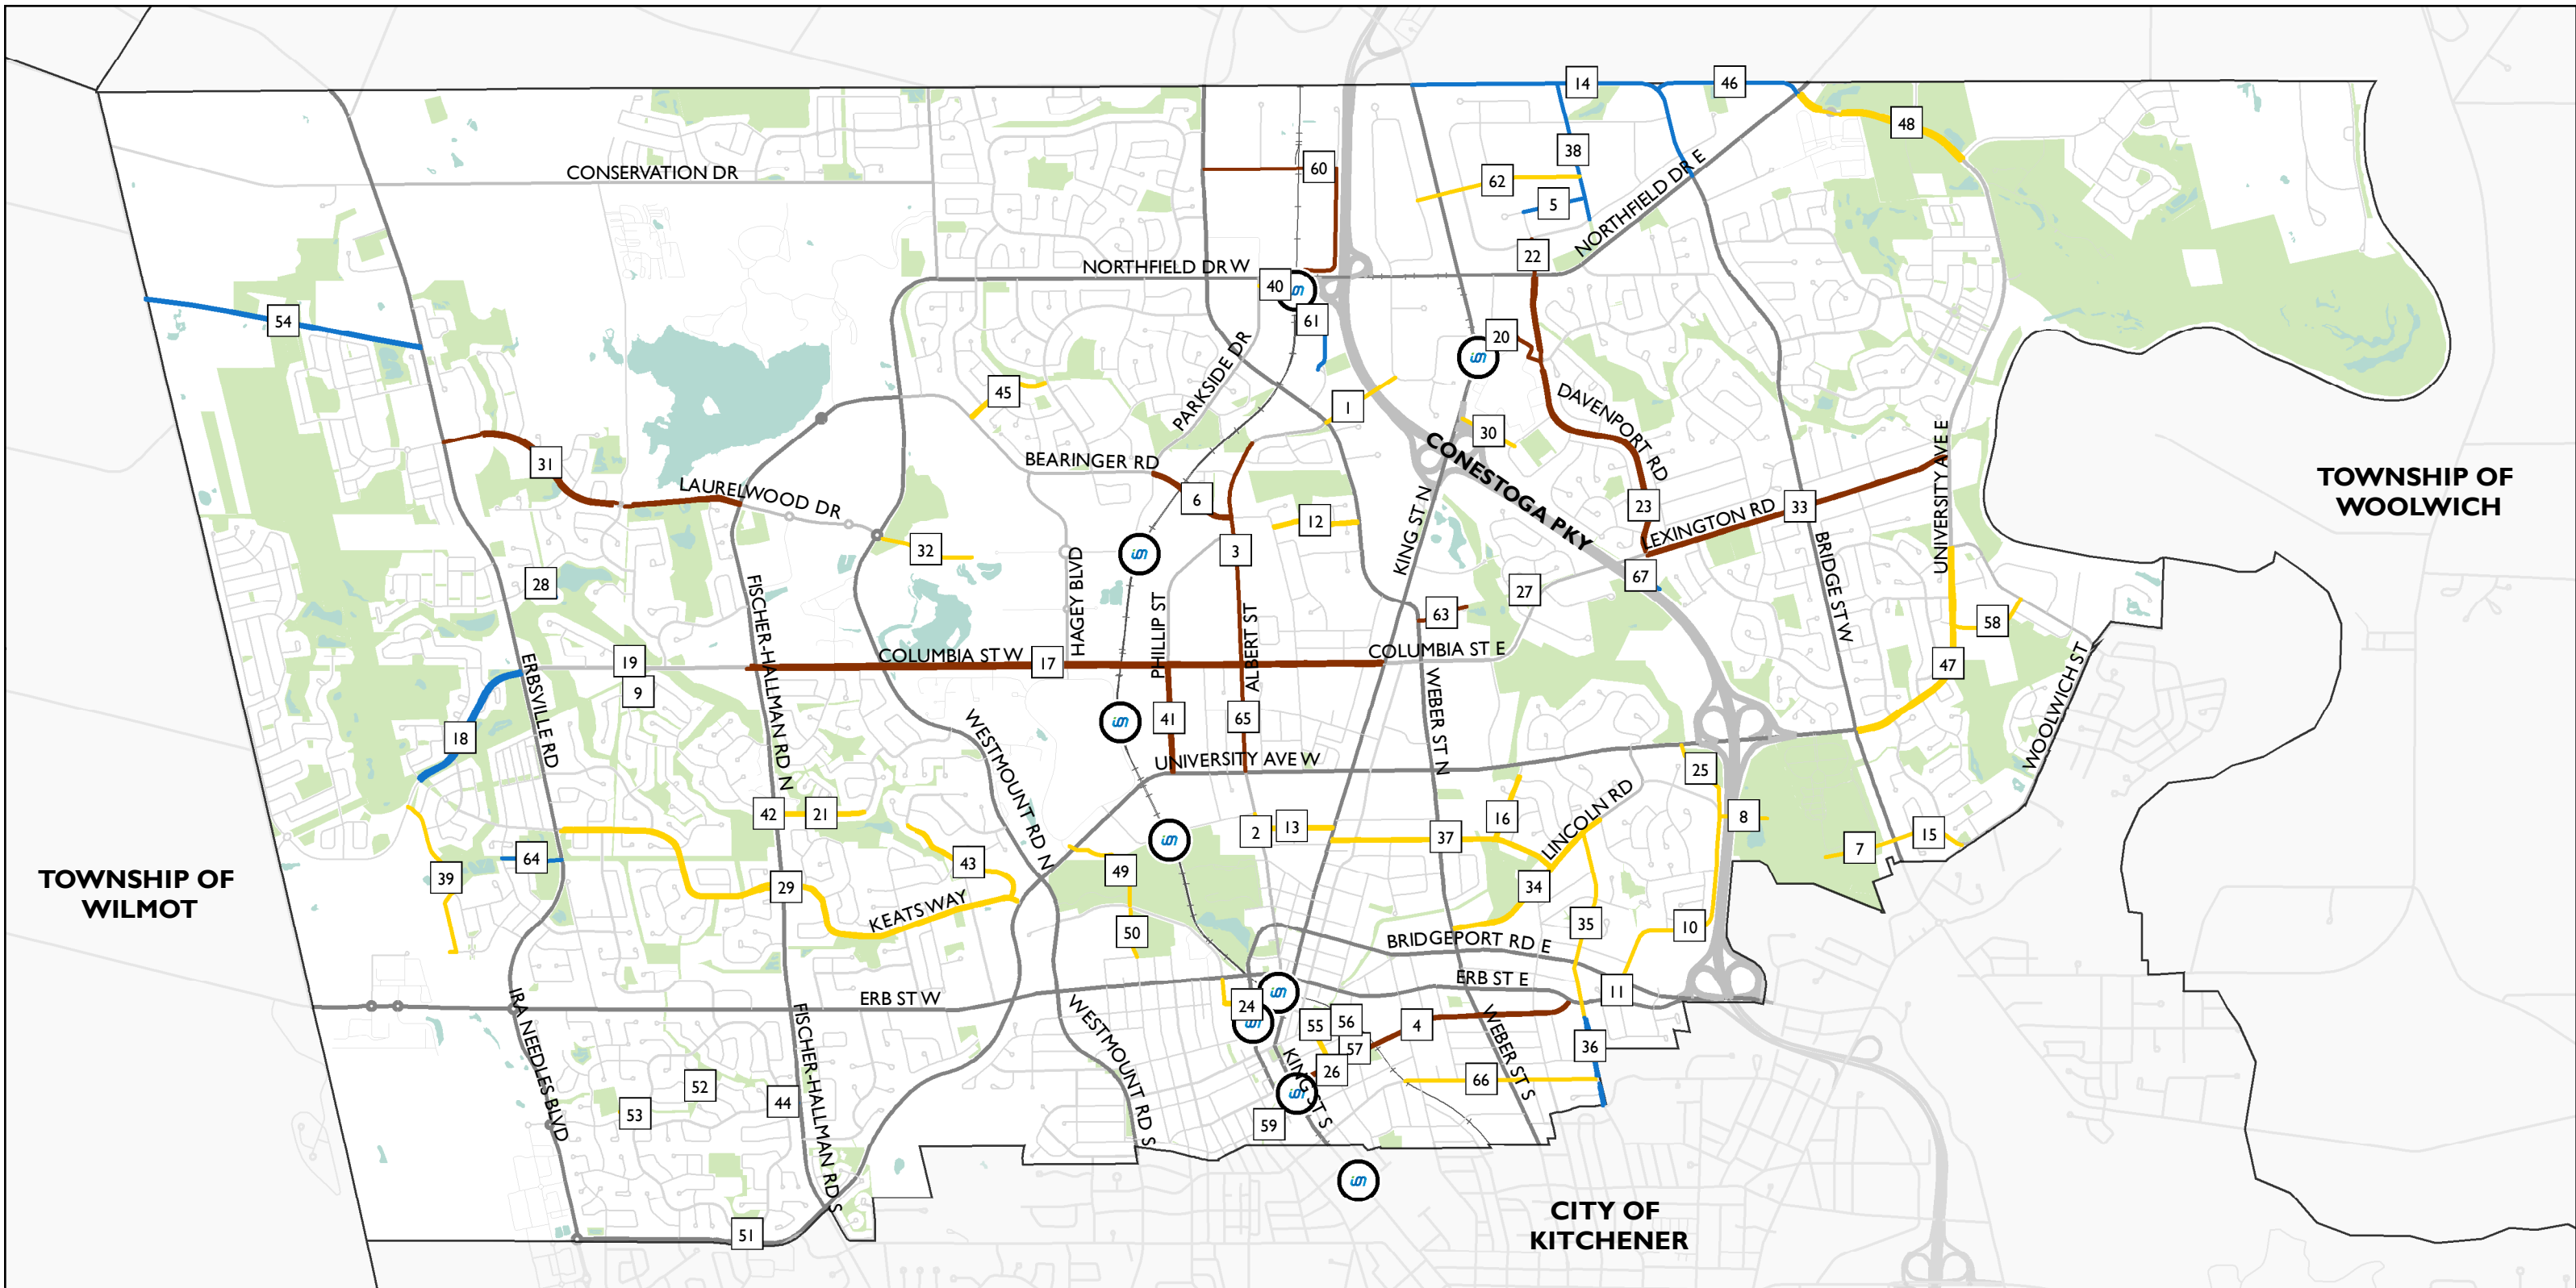 14
46
48
CONSERVATION DR
60
38
62
5
NORTHFIELD DR E
22
NORTHFIELD DR W
40
61
54
20
PARKSIDE DR
45
1
DAVENPORT RD
30
CONESTOGA PKY
31
BEARINGER RD
LAURELWOOD DR
6
23
33
LEXINGTON RD
UNIVERSITY AVE E
TOWNSHIP OF
WOOLWICH
12
KING ST N
32
3
HAGEY BLVD
28
FISCHER-HALLMAN RD N
PHILLIP ST
ALBERT ST
27
67
BRIDGE ST W
63
58
19
COLUMBIA ST W
17
COLUMBIA ST E
9
47
ERBSVILLE RD
WEBER ST N
WOOLWICH ST
18
41
65
WESTMOUNT RD N
UNIVERSITY AVE W
25
42
21
2
13
37
16
LINCOLN RD
8
7
15
64
43
49
39
29
34
TOWNSHIP OF
WILMOT
KEATS WAY
50
35
10
BRIDGEPORT RD E
ERB ST W
ERB ST E
11
IRA NEEDLES BLVD
FISCHER-HALLMAN RD S
WESTMOUNT RD S
24
55
56
4
WEBER ST S
57
36
KING ST S
26
66
52
44
53
59
CITY OF
KITCHENER
51